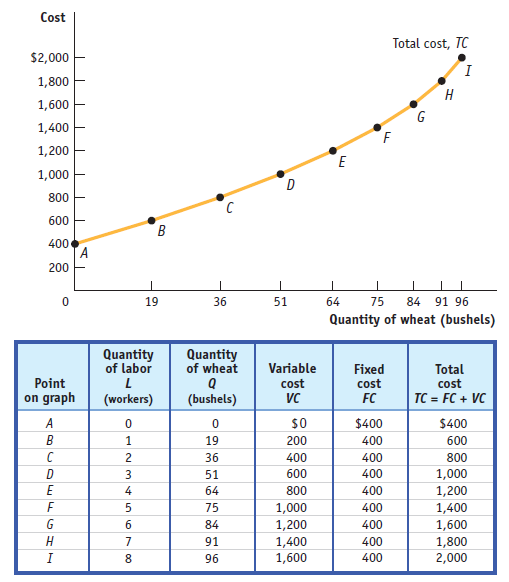 Cost
Total cost, TC
$2,000
1,800
1,600
1,400
1,200
1,000
800
600
400
200
A
B
C
D
E
F
G
H
I
0 19 36 51 64 75 84 91 96
Quantity of wheat (bushels)
Point on graph | Quantity of labor L (workers) | Quantity of wheat Q (bushels) | Variable cost VC | Fixed cost FC | Total cost TC = FC + VC
A 0 0 $0 $400 $400
B 1 19 200 400 600
C 2 36 400 400 800
D 3 51 600 400 1,000
E 4 64 800 400 1,200
F 5 75 1,000 400 1,400
G 6 84 1,200 400 1,600
H 7 91 1,400 400 1,800
I 8 96 1,600 400 2,000